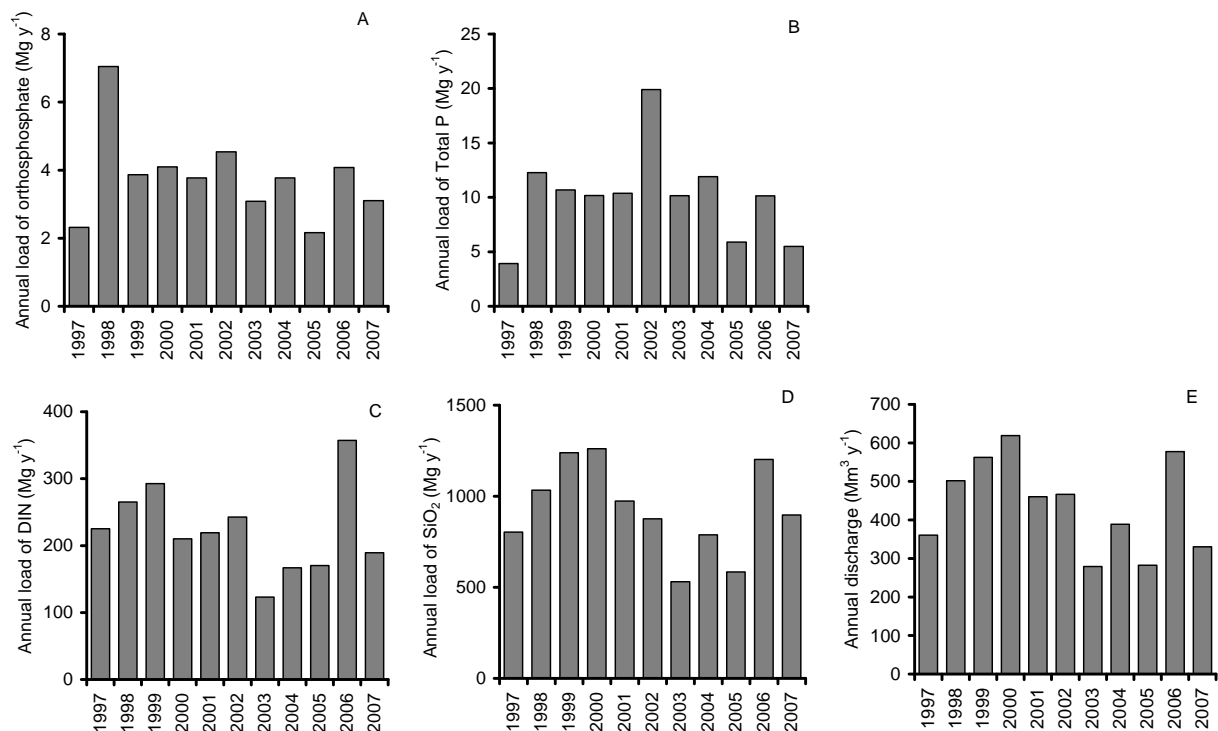 A
Annual load of orthosphosphate (Mg y-1)
8
6
4
2
0
1997 1998 1999 2000 2001 2002 2003 2004 2005 2006 2007
B
Annual load of Total P (Mg y-1)
25
20
15
10
5
0
1997 1998 1999 2000 2001 2002 2003 2004 2005 2006 2007
C
Annual load of DIN (Mg y-1)
400
300
200
100
0
1997 1998 1999 2000 2001 2002 2003 2004 2005 2006 2007
D
Annual load of SiO2 (Mg y-1)
1500
1000
500
0
1997 1998 1999 2000 2001 2002 2003 2004 2005 2006 2007
E
Annual discharge (Mm3 y-1)
700
600
500
400
300
200
100
0
1997 1998 1999 2000 2001 2002 2003 2004 2005 2006 2007